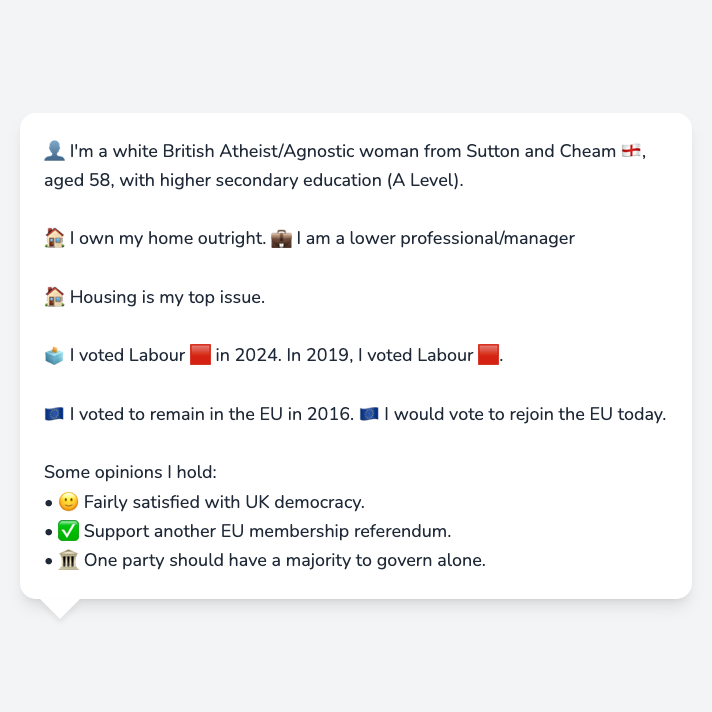 👤 I'm a white British Atheist/Agnostic woman from Sutton and Cheam 🏴󠁧󠁢󠁥󠁮󠁧󠁿,
aged 58, with higher secondary education (A Level).
🏠 I own my home outright. 💼 I am a lower professional/manager
🏠 Housing is my top issue.
🗳️ I voted Labour 🟥 in 2024. In 2019, I voted Labour 🟥.
🇪🇺 I voted to remain in the EU in 2016. 🇪🇺 I would vote to rejoin the EU today.
Some opinions I hold:
• 🙂 Fairly satisfied with UK democracy.
• ✅ Support another EU membership referendum.
• 🏛️ One party should have a majority to govern alone.